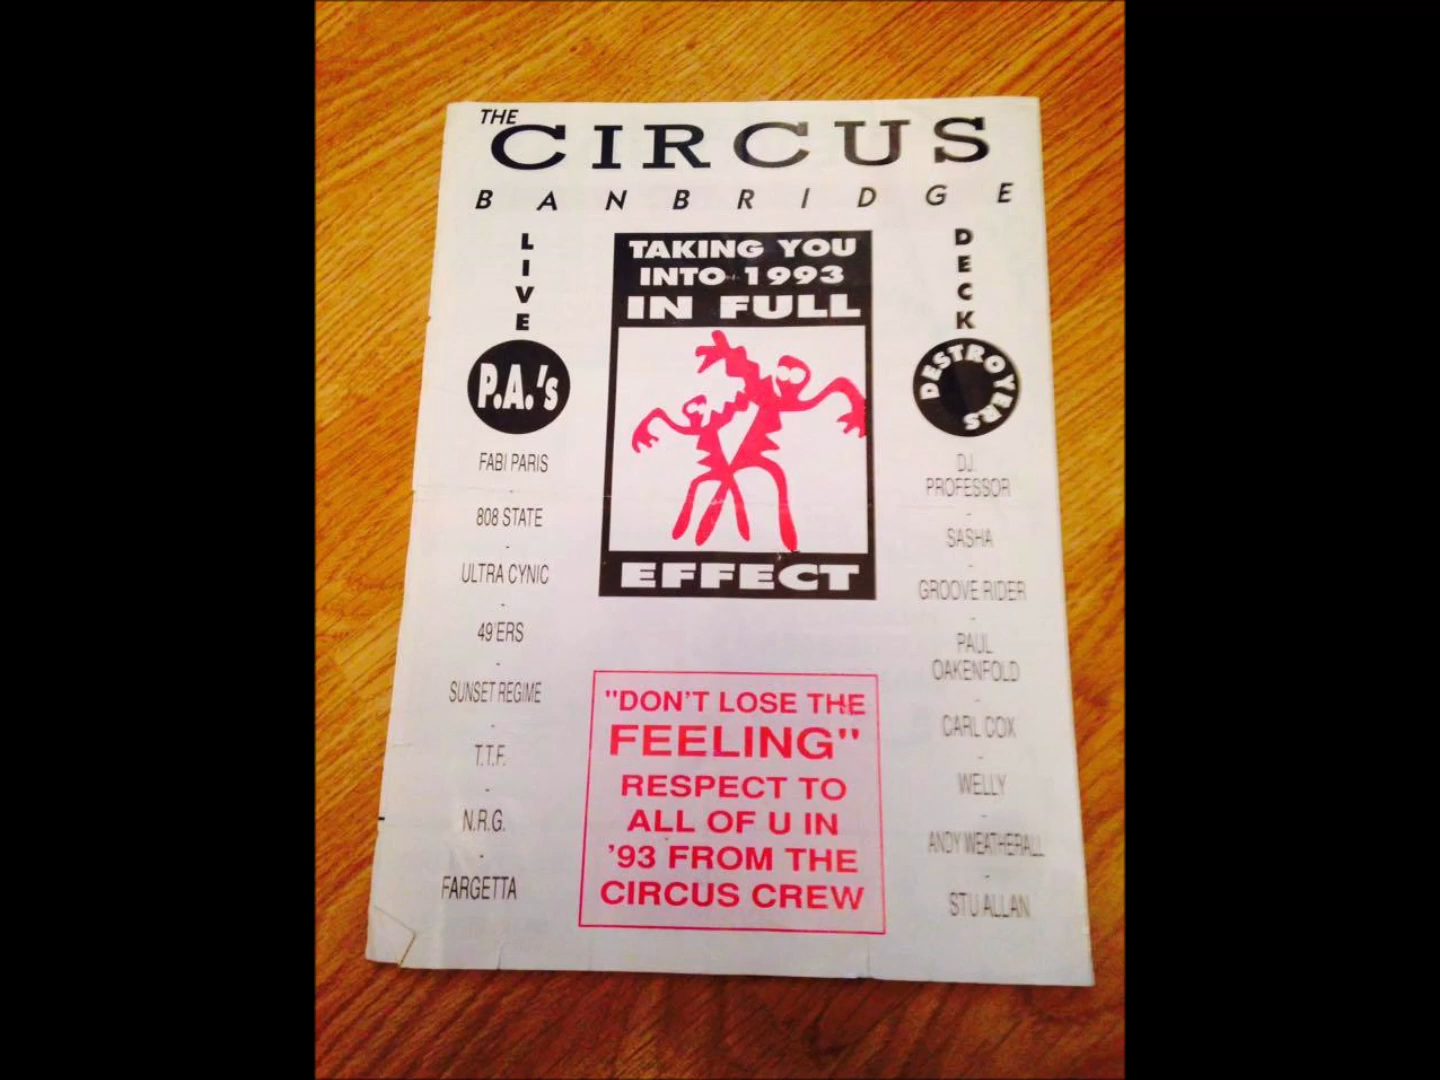 THE
CIRCUS
BANBRIDGE
LIVE
P.A.'s
FABI PARIS
-
808 STATE
-
ULTRA CYNIC
-
49'ERS
-
SUNSET REGIME
-
T.T.F.
-
N.R.G.
-
FARGETTA
TAKING YOU
INTO 1993
IN FULL
EFFECT
"DON'T LOSE THE
FEELING"
RESPECT TO
ALL OF U IN
'93 FROM THE
CIRCUS CREW
DECK
DESTROYERS
DJ.
PROFESSOR
-
SASHA
-
GROOVE RIDER
-
PAUL
OAKENFOLD
-
CARL COX
-
WELLY
-
ANDY WEATHERALL
-
STU ALLAN